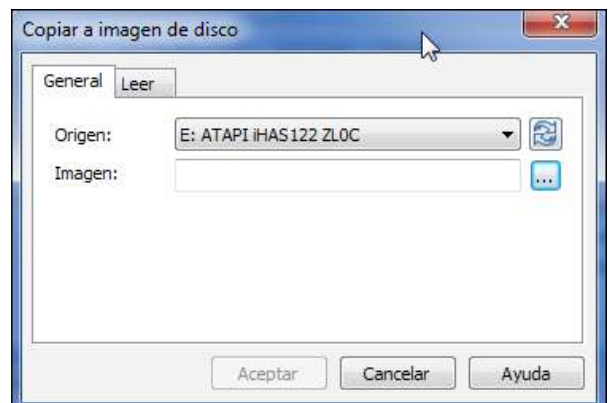 Copiar a imagen de disco
General Leer
Origen: E: ATAPI iHAS122 ZL0C
Imagen: ...
Aceptar Cancelar Ayuda